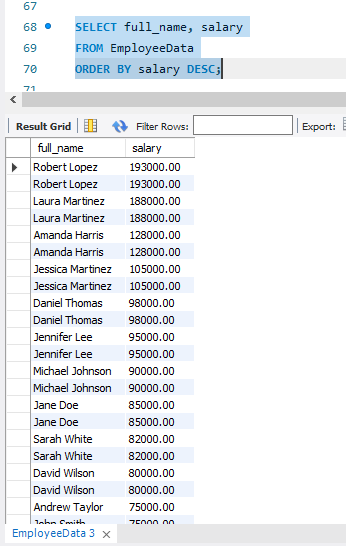 67
68 SELECT full_name, salary
69 FROM EmployeeData
70 ORDER BY salary DESC;
71
Result Grid Filter Rows: Export:
full_name salary
Robert Lopez 193000.00
Robert Lopez 193000.00
Laura Martinez 188000.00
Laura Martinez 188000.00
Amanda Harris 128000.00
Amanda Harris 128000.00
Jessica Martinez 105000.00
Jessica Martinez 105000.00
Daniel Thomas 98000.00
Daniel Thomas 98000.00
Jennifer Lee 95000.00
Jennifer Lee 95000.00
Michael Johnson 90000.00
Michael Johnson 90000.00
Jane Doe 85000.00
Jane Doe 85000.00
Sarah White 82000.00
Sarah White 82000.00
David Wilson 80000.00
David Wilson 80000.00
Andrew Taylor 75000.00
John Smith 75000.00
EmployeeData 3